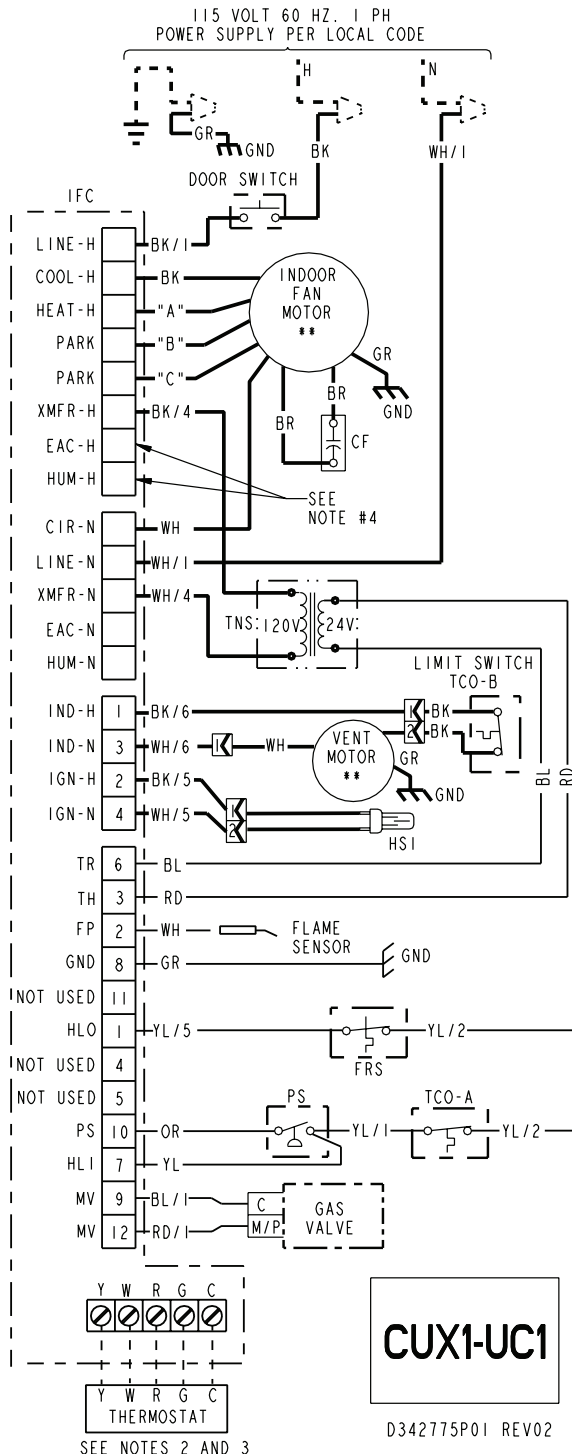 115 VOLT 60 HZ. 1 PH
POWER SUPPLY PER LOCAL CODE
H
N
GR
GND
BK
WH/1
DOOR SWITCH
IFC
LINE-H BK/1
COOL-H BK
HEAT-H "A"
PARK "B"
PARK "C"
XMFR-H BK/4
EAC-H
HUM-H
INDOOR
FAN
MOTOR
**
GR
GND
BR
BR
CF
SEE
NOTE #4
CIR-N WH
LINE-N WH/1
XMFR-N WH/4
EAC-N
HUM-N
TNS: 120V 24V
LIMIT SWITCH
TCO-B
IND-H 1 BK/6 1 BK
2 BK
IND-N 3 WH/6 1 WH
VENT
MOTOR
**
GR
GND
BL
RD
IGN-H 2 BK/5 1
IGN-N 4 WH/5 2
HSI
TR 6 BL
TH 3 RD
FP 2 WH FLAME
SENSOR
GND 8 GR GND
NOT USED 11
HLO 1 YL/5 YL/2
FRS
NOT USED 4
NOT USED 5
PS TCO-A
PS 10 OR YL/1 YL/2
HLI 7 YL
MV 9 BL/1 C
MV 12 RD/1 M/P
GAS
VALVE
Y W R G C
Y W R G C
THERMOSTAT
SEE NOTES 2 AND 3
CUX1-UC1
D342775P01 REV02